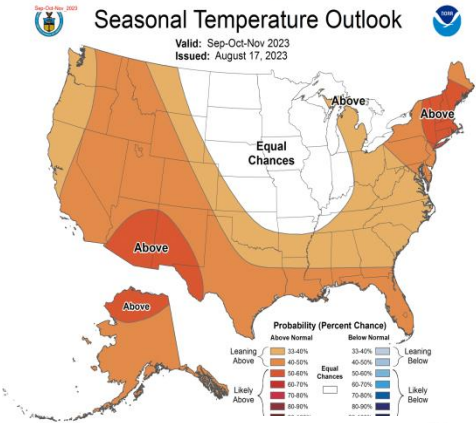 Sep-Oct-Nov 2023
Seasonal Temperature Outlook
NOAA
Valid: Sep-Oct-Nov 2023
Issued: August 17, 2023
Above
Above
Equal
Chances
Above
Above
Probability (Percent Chance)
Above Normal
Below Normal
Leaning
Above
33-40%
40-50%
Equal
Chances
33-40%
40-50%
Leaning
Below
50-60%
50-60%
Likely
Above
60-70%
70-80%
80-90%
60-70%
70-80%
80-90%
Likely
Below